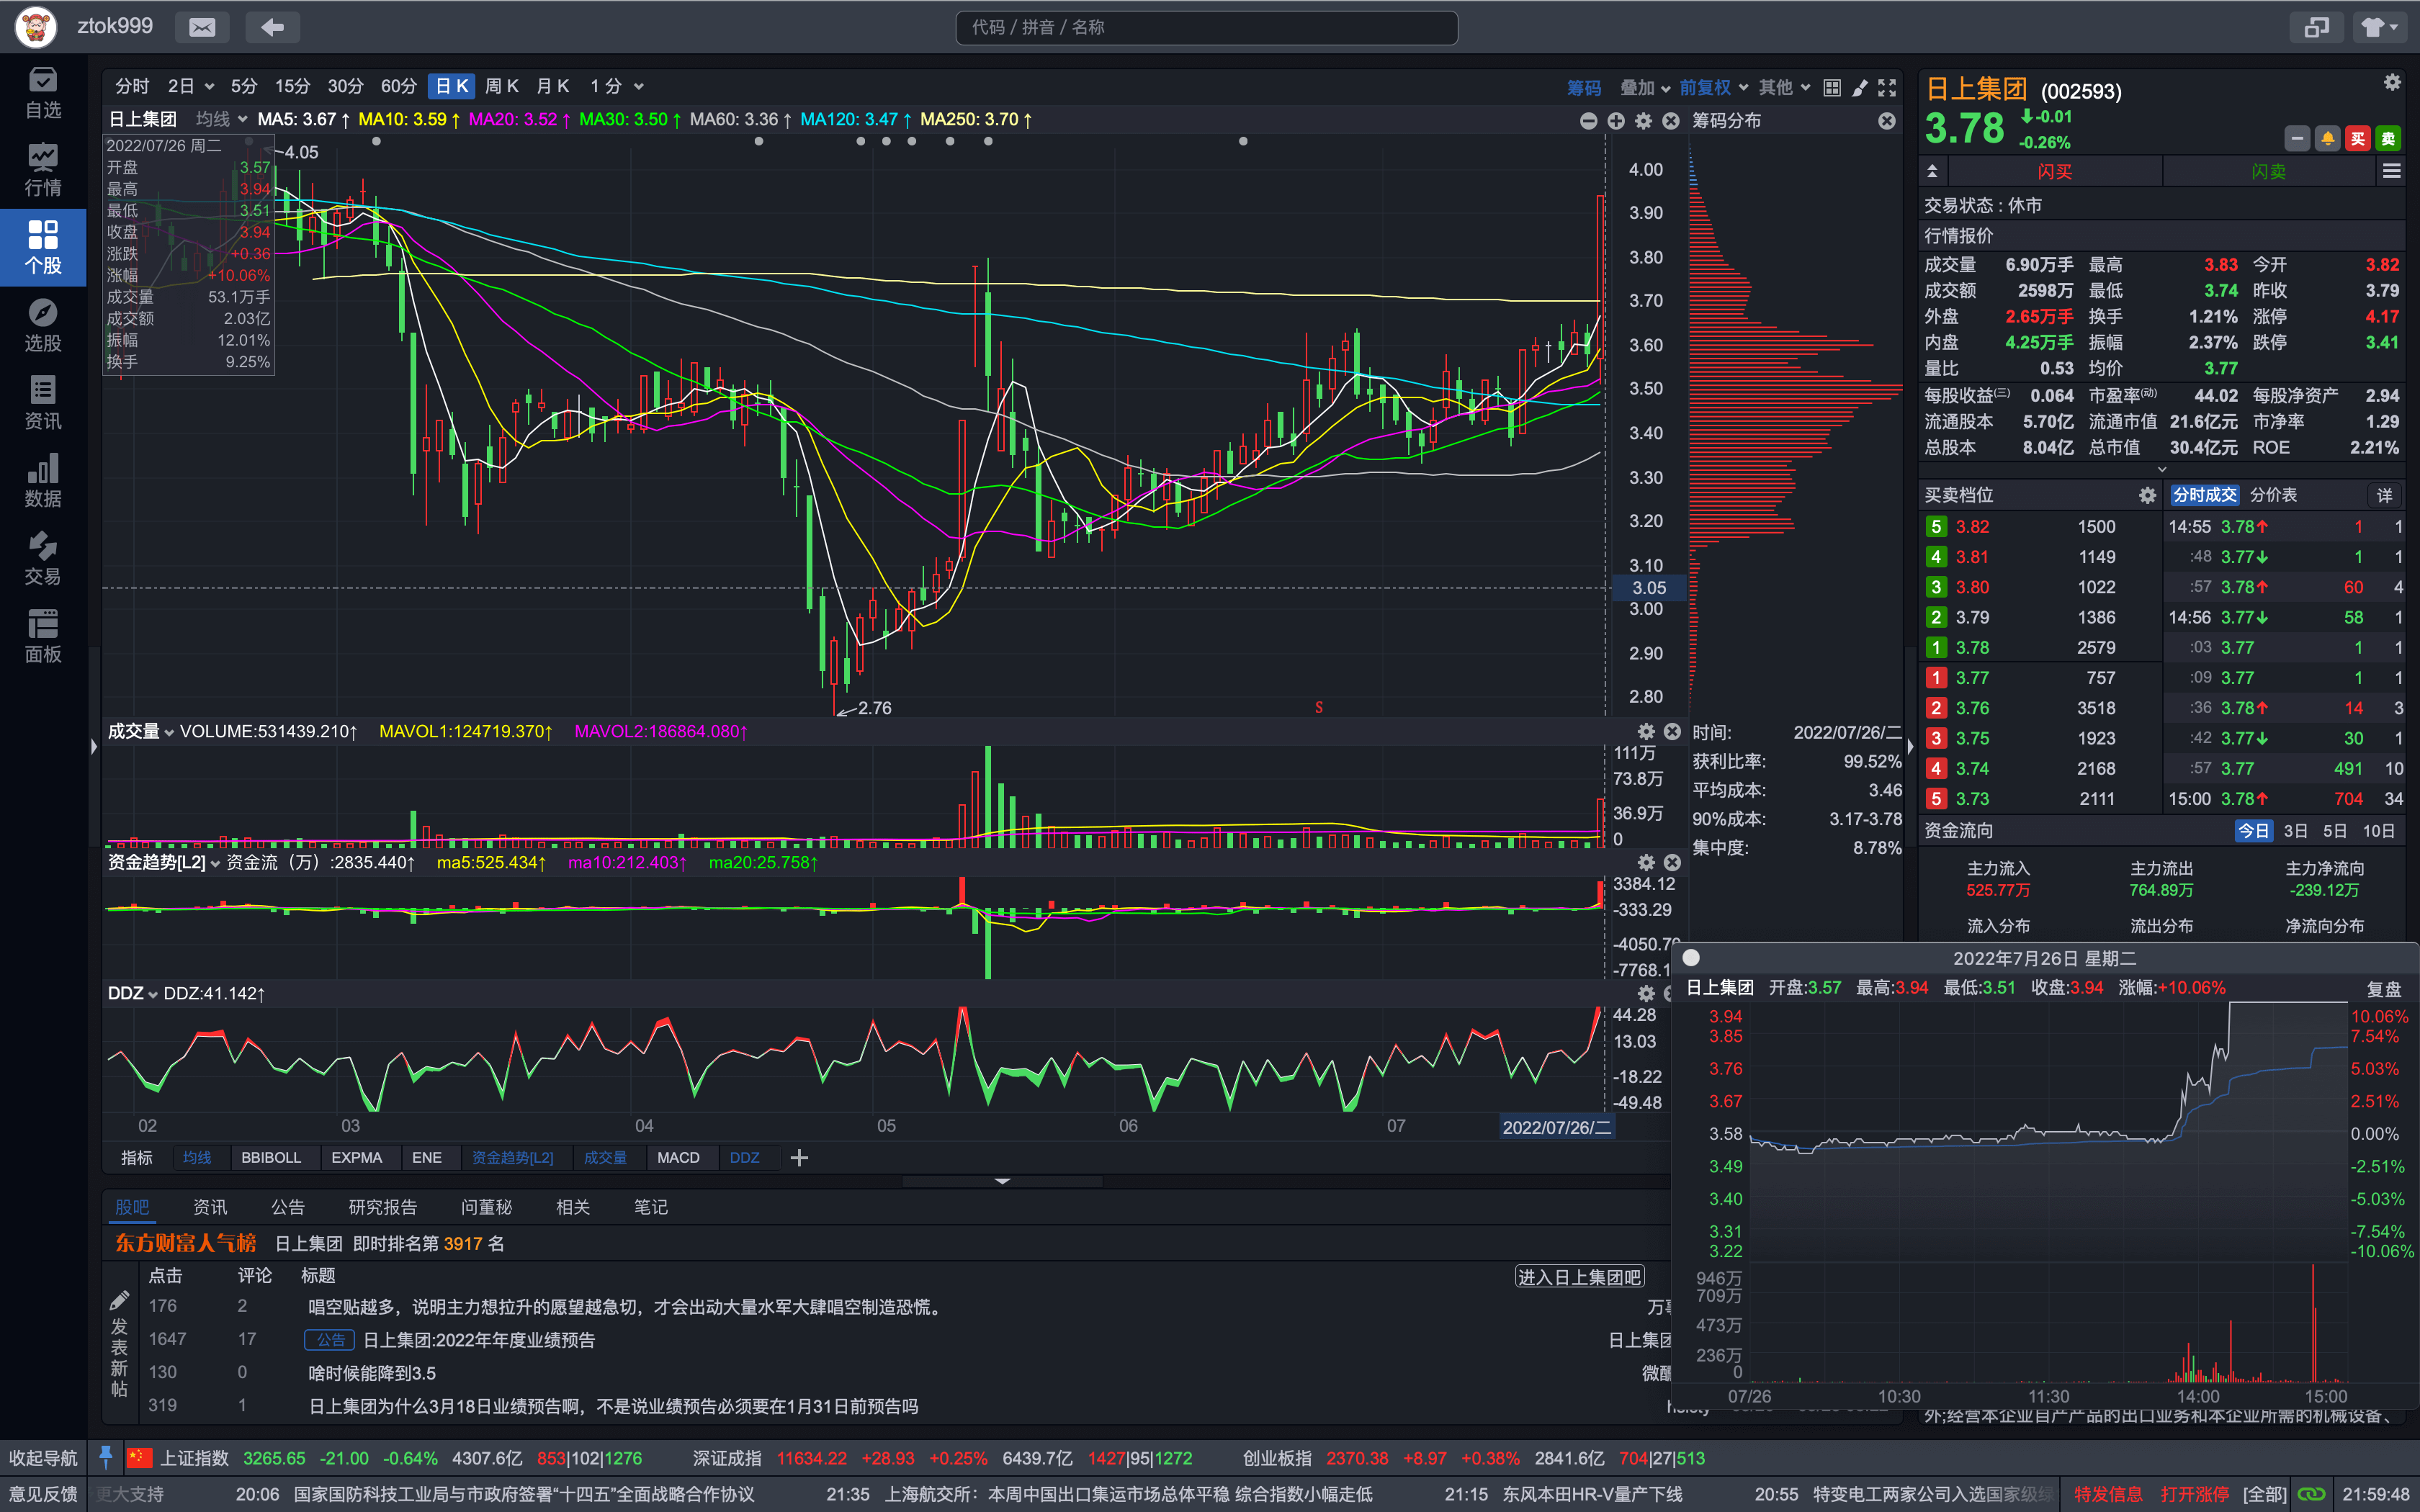 ztok999
代码 / 拼音 / 名称
自选
行情
个股
选股
资讯
数据
交易
面板
分时 2日 5分 15分 30分 60分 日K 周K 月K 1分 筹码 叠加 前复权 其他
日上集团 均线 MA5: 3.67↑ MA10: 3.59↑ MA20: 3.52↑ MA30: 3.50↑ MA60: 3.36↑ MA120: 3.47↑ MA250: 3.70↑ 筹码分布
2022/07/26 周二
开盘 3.57
最高 3.94
最低 3.51
收盘 3.94
涨跌 +0.36
涨幅 +10.06%
成交量 53.1万手
成交额 2.03亿
振幅 12.01%
换手 9.25%
4.05
2.76
S
4.00
3.90
3.80
3.70
3.60
3.50
3.40
3.30
3.20
3.10
3.05
3.00
2.90
2.80
成交量 VOLUME:531439.210↑ MAVOL1:124719.370↑ MAVOL2:186864.080↑
111万
73.8万
36.9万
0
时间: 2022/07/26/二
获利比率: 99.52%
平均成本: 3.46
90%成本: 3.17-3.78
集中度: 8.78%
资金趋势[L2] 资金流（万）:2835.440↑ ma5:525.434↑ ma10:212.403↑ ma20:25.758↑
3384.12
-333.29
DDZ DDZ:41.142↑
44.28
13.03
-18.22
-49.48
02 03 04 05 06 07 2022/07/26/二
指标 均线 BBIBOLL EXPMA ENE 资金趋势[L2] 成交量 MACD DDZ
股吧 资讯 公告 研究报告 问董秘 相关 笔记
东方财富人气榜 日上集团 即时排名第 3917 名
点击 评论 标题 进入日上集团吧
发表新帖
176 2 唱空贴越多，说明主力想拉升的愿望越急切，才会出动大量水军大肆唱空制造恐慌。
1647 17 公告 日上集团:2022年年度业绩预告 日上集团
130 0 啥时候能降到3.5
319 1 日上集团为什么3月18日业绩预告啊，不是说业绩预告必须要在1月31日前预告吗
日上集团 (002593)
3.78 -0.01
-0.26%
买 卖
闪买 闪卖
交易状态 : 休市
行情报价
成交量 6.90万手 最高 3.83 今开 3.82
成交额 2598万 最低 3.74 昨收 3.79
外盘 2.65万手 换手 1.21% 涨停 4.17
内盘 4.25万手 振幅 2.37% 跌停 3.41
量比 0.53 均价 3.77
每股收益(三) 0.064 市盈率(动) 44.02 每股净资产 2.94
流通股本 5.70亿 流通市值 21.6亿元 市净率 1.29
总股本 8.04亿 总市值 30.4亿元 ROE 2.21%
买卖档位 分时成交 分价表 详
5 3.82 1500 14:55 3.78↑ 1 1
4 3.81 1149 :48 3.77↓ 1 1
3 3.80 1022 :57 3.78↑ 60 4
2 3.79 1386 14:56 3.77↓ 58 1
1 3.78 2579 :03 3.77 1 1
1 3.77 757 :09 3.77 1 1
2 3.76 3518 :36 3.78↑ 14 3
3 3.75 1923 :42 3.77↓ 30 1
4 3.74 2168 :57 3.77 491 10
5 3.73 2111 15:00 3.78↑ 704 34
资金流向 今日 3日 5日 10日
主力流入 主力流出 主力净流向
525.77万 764.89万 -239.12万
流入分布 流出分布 净流向分布
2022年7月26日 星期二
日上集团 开盘:3.57 最高:3.94 最低:3.51 收盘:3.94 涨幅:+10.06% 复盘
3.94 10.06%
3.85 7.54%
3.76 5.03%
3.67 2.51%
3.58 0.00%
3.49 -2.51%
3.40 -5.03%
3.31 -7.54%
3.22 -10.06%
946万
709万
473万
236万
0
07/26 10:30 11:30 14:00 15:00
外;经营本企业自产产品的出口业务和本企业所需的机械设备、
收起导航 上证指数 3265.65 -21.00 -0.64% 4307.6亿 853|102|1276 深证成指 11634.22 +28.93 +0.25% 6439.7亿 1427|95|1272 创业板指 2370.38 +8.97 +0.38% 2841.6亿 704|27|513
意见反馈 更大支持 20:06 国家国防科技工业局与市政府签署“十四五”全面战略合作协议 21:35 上海航交所：本周中国出口集运市场总体平稳 综合指数小幅走低 21:15 东风本田HR-V量产下线 20:55 特变电工两家公司入选国家级绿 特发信息 打开涨停 [全部] 21:59:48